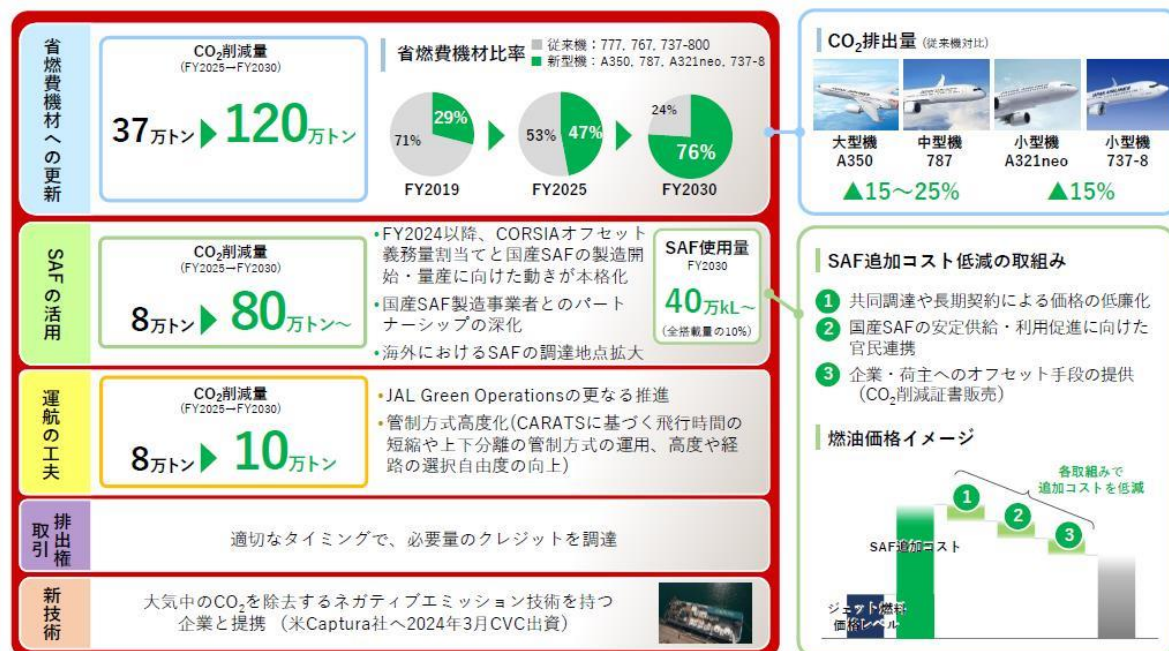 省燃費機材への更新
CO₂削減量
(FY2025→FY2030)
37万トン 120万トン
省燃費機材比率
従来機：777, 767, 737-800
新型機：A350, 787, A321neo, 737-8
71% 29%
FY2019
53% 47%
FY2025
24% 76%
FY2030
SAFの活用
CO₂削減量
(FY2025→FY2030)
8万トン 80万トン～
•FY2024以降、CORSIAオフセット
義務量割当てと国産SAFの製造開
始・量産に向けた動きが本格化
•国産SAF製造事業者とのパート
ナーシップの深化
•海外におけるSAFの調達地点拡大
SAF使用量
FY2030
40万kL～
(全搭載量の10%)
運航の工夫
CO₂削減量
(FY2025→FY2030)
8万トン 10万トン
•JAL Green Operationsの更なる推進
•管制方式高度化(CARATSに基づく飛行時間の
短縮や上下分離の管制方式の運用、高度や経
路の選択自由度の向上)
排出権
取引
適切なタイミングで、必要量のクレジットを調達
新技術
大気中のCO₂を除去するネガティブエミッション技術を持つ
企業と提携 （米Captura社へ2024年3月CVC出資）
CO₂排出量 (従来機対比)
大型機
A350
中型機
787
小型機
A321neo
小型機
737-8
▲15～25%
▲15%
SAF追加コスト低減の取組み
1 共同調達や長期契約による価格の低廉化
2 国産SAFの安定供給・利用促進に向けた
官民連携
3 企業・荷主へのオフセット手段の提供
（CO₂削減証書販売）
燃油価格イメージ
各取組みで
追加コストを低減
1
2
3
SAF追加コスト
ジェット燃料
価格レベル